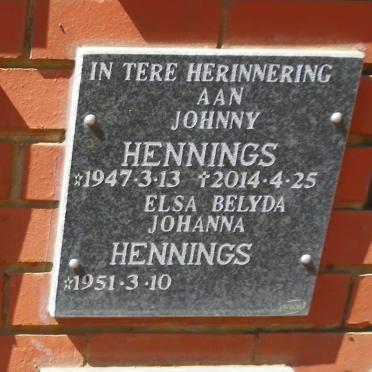 IN TERE HERINNERING
AAN
JOHNNY
HENNINGS
*1947·3·13 †2014·4·25
ELSA BELYDA
JOHANNA
HENNINGS
*1951·3·10